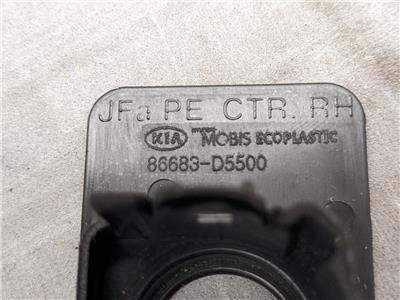 JFa PE CTR. RH
KIA MOBIS ECOPLASTIC
86683-D5500